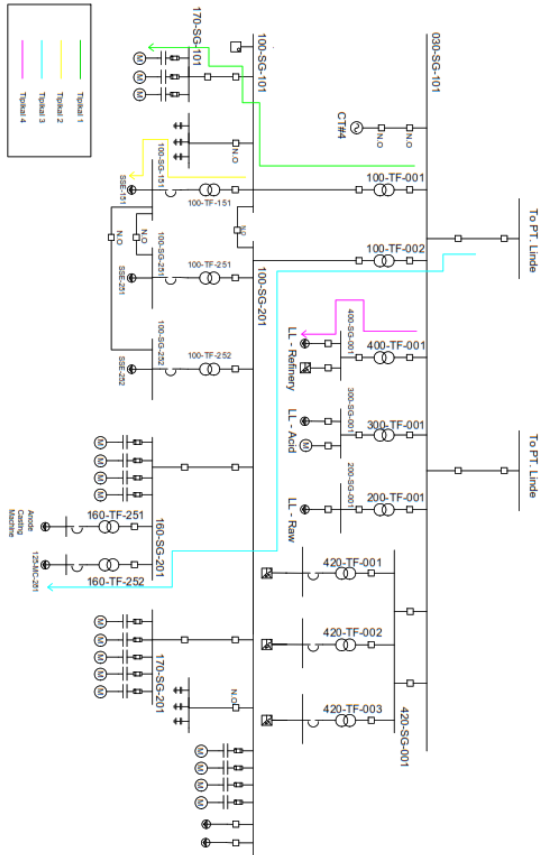 Tipikal 1
Tipikal 2
Tipikal 3
Tipikal 4
030-SG-101
CT#4
N.O
N.O
To PT. Linde
To PT. Linde
100-TF-001
100-TF-002
400-TF-001
300-TF-001
200-TF-001
400-SG-001
300-SG-001
200-SG-001
LL - Refinery
LL - Acid
LL - Raw
420-TF-001
420-TF-002
420-TF-003
420-SG-001
100-SG-101
170-SG-101
M
M
M
N.O
N.O
100-SG-201
100-TF-151
100-SG-151
SSE-151
N.O
N.O
100-TF-251
100-SG-251
SSE-251
100-TF-252
100-SG-252
SSE-252
M
M
M
M
160-SG-201
160-TF-251
160-TF-252
Anode
Casting
Machine
M
M
M
M
M
M
170-SG-201
N.O
M
M
M
M